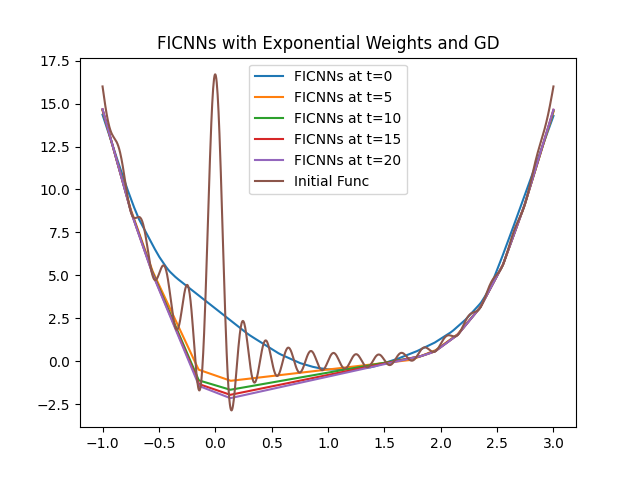 FICNNs with Exponential Weights and GD
17.5
15.0
12.5
10.0
7.5
5.0
2.5
0.0
−2.5
FICNNs at t=0
FICNNs at t=5
FICNNs at t=10
FICNNs at t=15
FICNNs at t=20
Initial Func
−1.0 −0.5 0.0 0.5 1.0 1.5 2.0 2.5 3.0